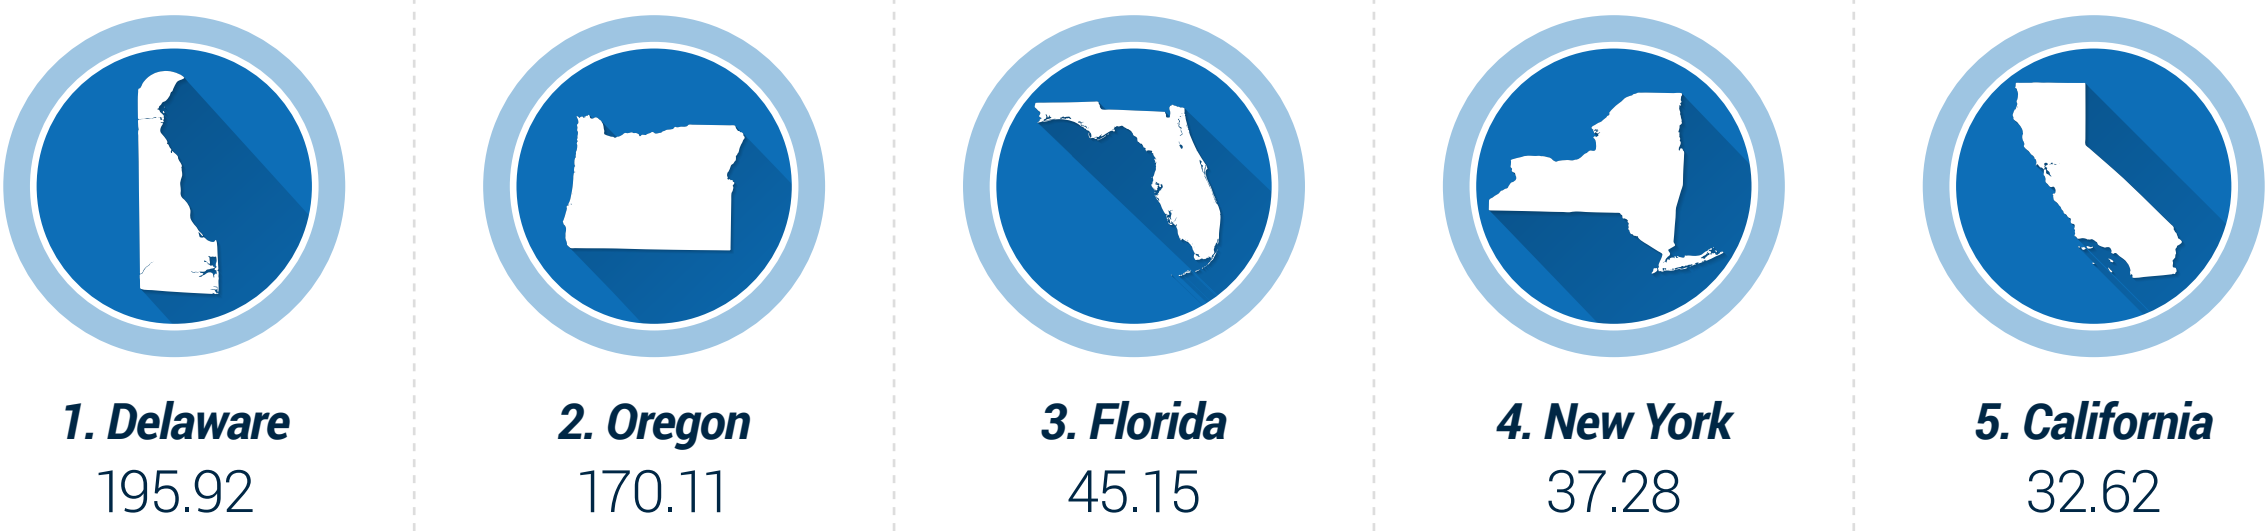 1. Delaware
195.92
2. Oregon
170.11
3. Florida
45.15
4. New York
37.28
5. California
32.62